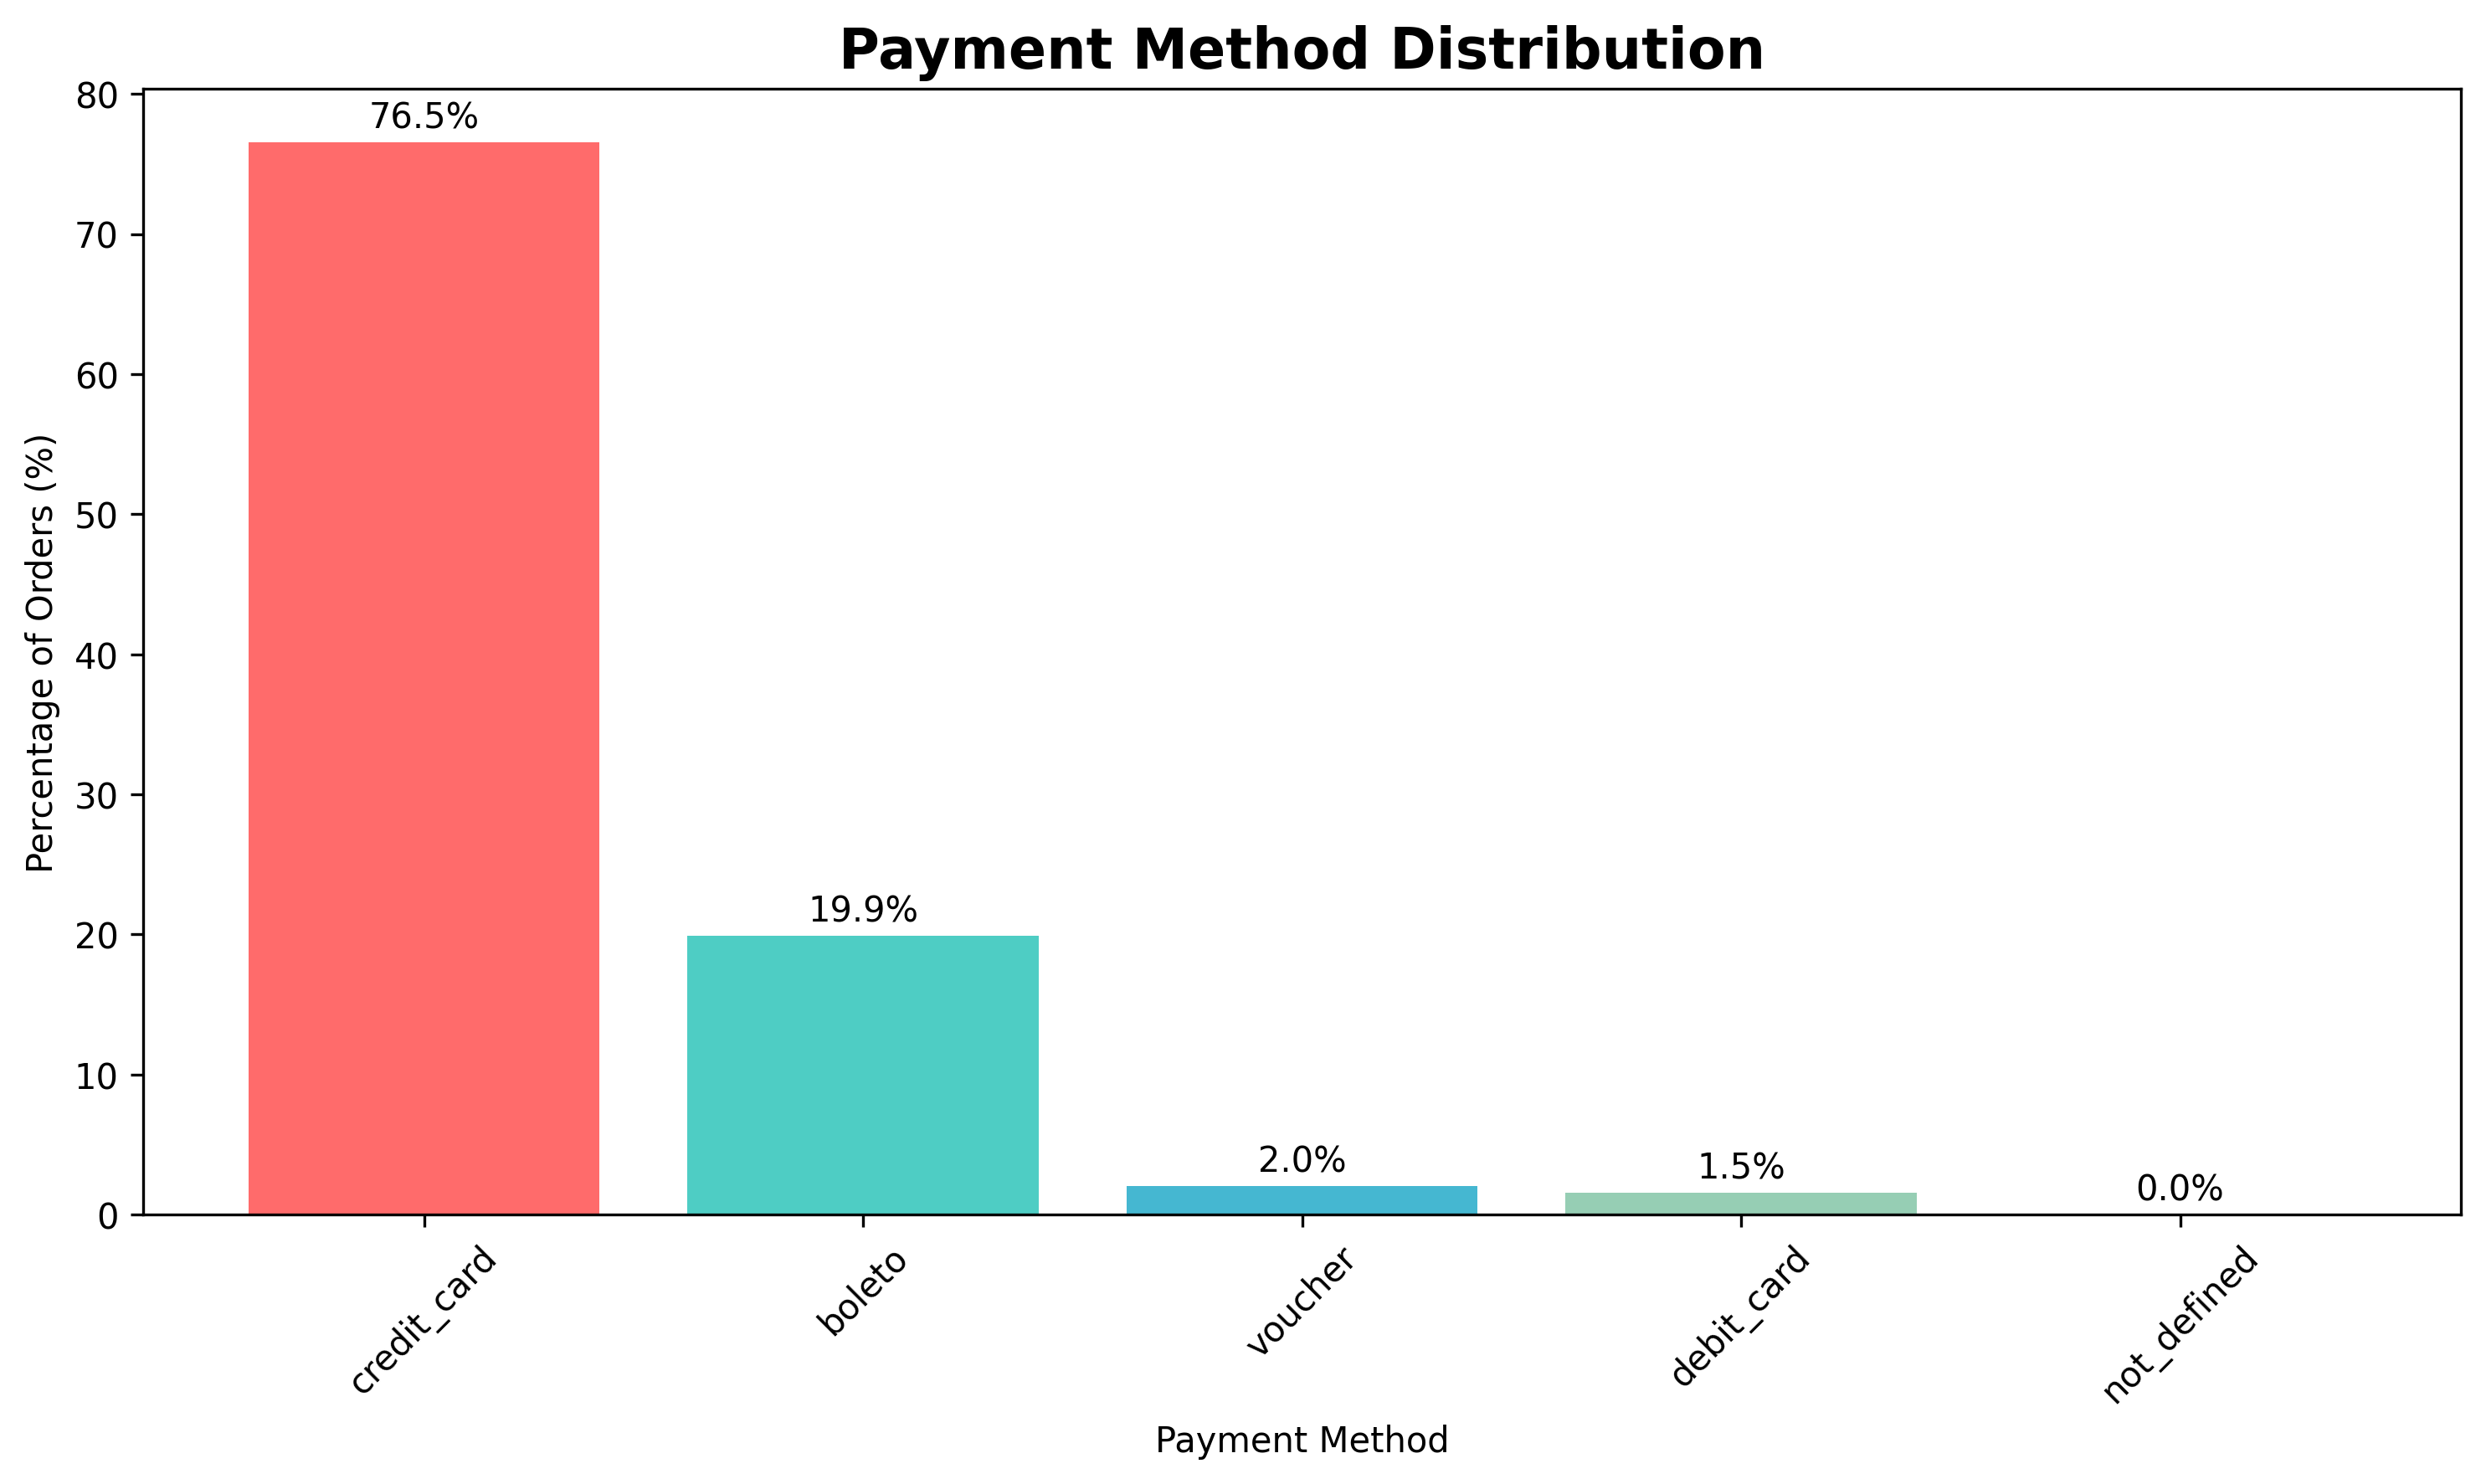 Payment Method Distribution
80
70
60
50
40
30
20
10
0
Percentage of Orders (%)
76.5%
19.9%
2.0%
1.5%
0.0%
credit_card
boleto
voucher
debit_card
not_defined
Payment Method